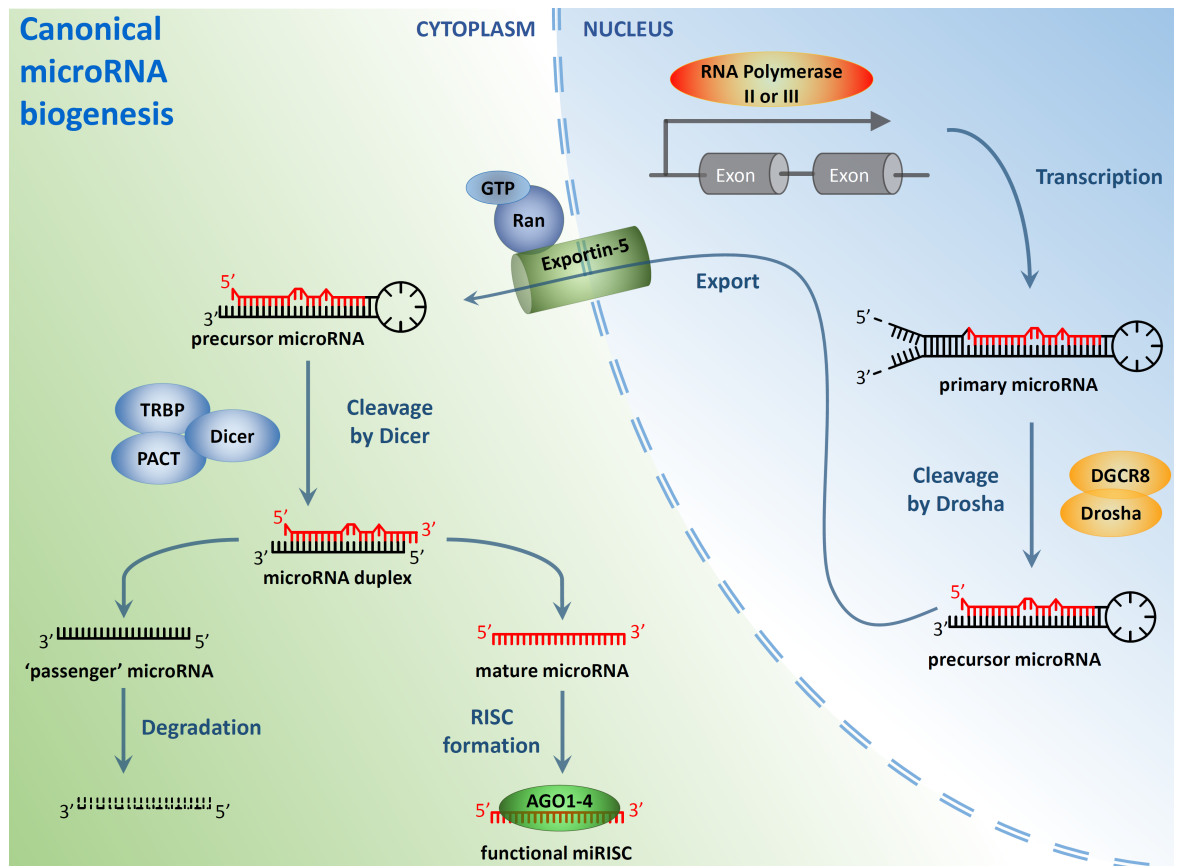 Canonical
microRNA
biogenesis
CYTOPLASM
NUCLEUS
RNA Polymerase
II or III
Exon
Exon
Transcription
GTP
Ran
Exportin-5
Export
5’
3’
primary microRNA
Cleavage
by Drosha
DGCR8
Drosha
5’
3’
precursor microRNA
5’
3’
precursor microRNA
TRBP
Dicer
PACT
Cleavage
by Dicer
5’
3’
3’
5’
microRNA duplex
3’
5’
‘passenger’ microRNA
5’
3’
mature microRNA
Degradation
RISC
formation
3’
5’
AGO1-4
5’
3’
functional miRISC